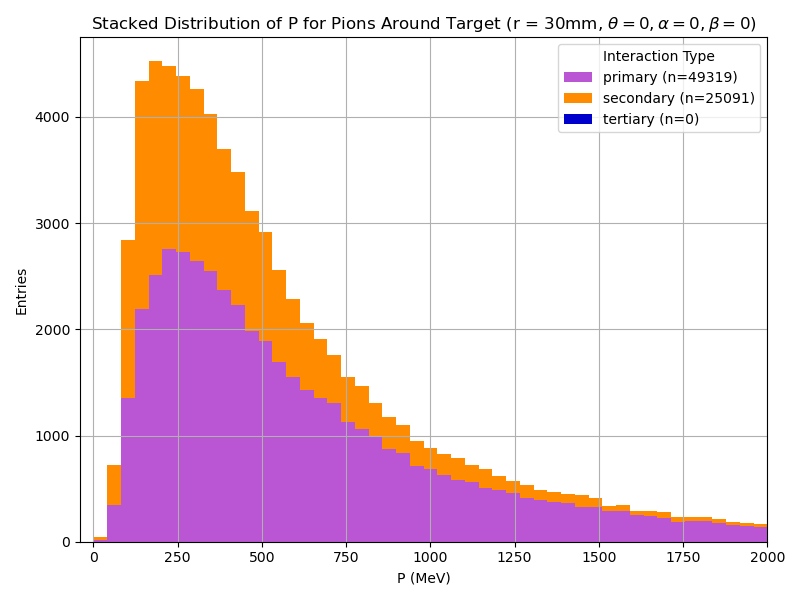 Stacked Distribution of P for Pions Around Target (r = 30mm, θ = 0, α = 0, β = 0)
Interaction Type
primary (n=49319)
secondary (n=25091)
tertiary (n=0)
Entries
4000
3000
2000
1000
0
0 250 500 750 1000 1250 1500 1750 2000
P (MeV)